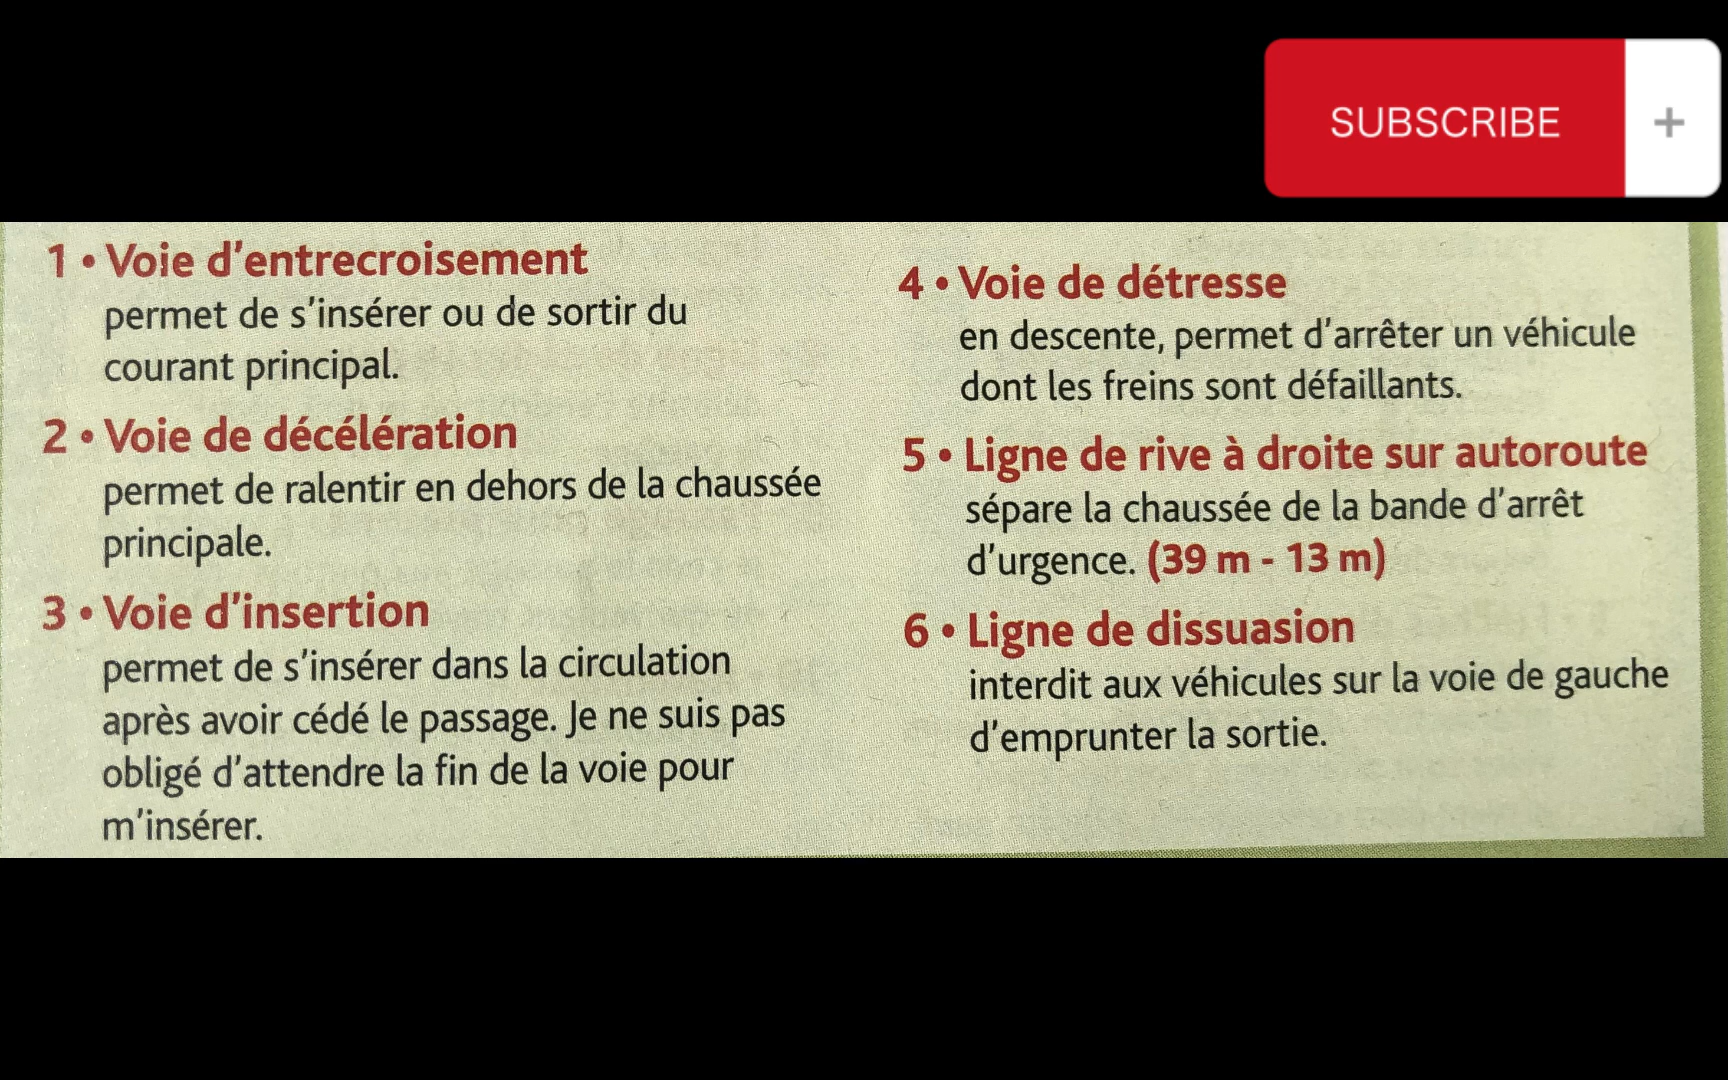 SUBSCRIBE +
1 • Voie d'entrecroisement
permet de s'insérer ou de sortir du
courant principal.
2 • Voie de décélération
permet de ralentir en dehors de la chaussée
principale.
3 • Voie d'insertion
permet de s'insérer dans la circulation
après avoir cédé le passage. Je ne suis pas
obligé d'attendre la fin de la voie pour
m'insérer.
4 • Voie de détresse
en descente, permet d'arrêter un véhicule
dont les freins sont défaillants.
5 • Ligne de rive à droite sur autoroute
sépare la chaussée de la bande d'arrêt
d'urgence. (39 m - 13 m)
6 • Ligne de dissuasion
interdit aux véhicules sur la voie de gauche
d'emprunter la sortie.